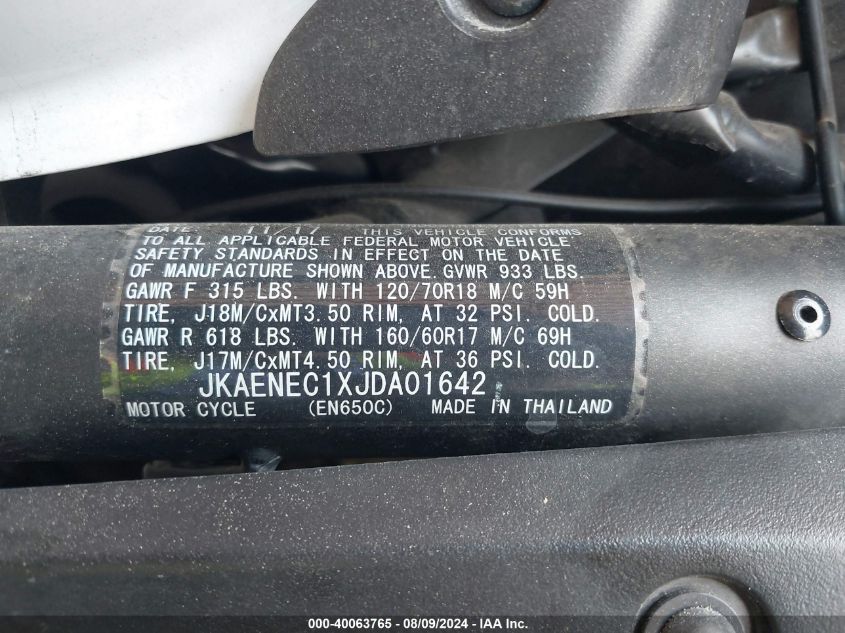 DATE: 11/17 THIS VEHICLE CONFORMS
TO ALL APPLICABLE FEDERAL MOTOR VEHICLE
SAFETY STANDARDS IN EFFECT ON THE DATE
OF MANUFACTURE SHOWN ABOVE. GVWR 933 LBS.
GAWR F 315 LBS. WITH 120/70R18 M/C 59H
TIRE, J18M/CxMT3.50 RIM, AT 32 PSI. COLD.
GAWR R 618 LBS. WITH 160/60R17 M/C 69H
TIRE, J17M/CxMT4.50 RIM, AT 36 PSI. COLD.
JKAENEC1XJDA01642
MOTOR CYCLE (EN650C) MADE IN THAILAND
000-40063765 - 08/09/2024 - IAA Inc.